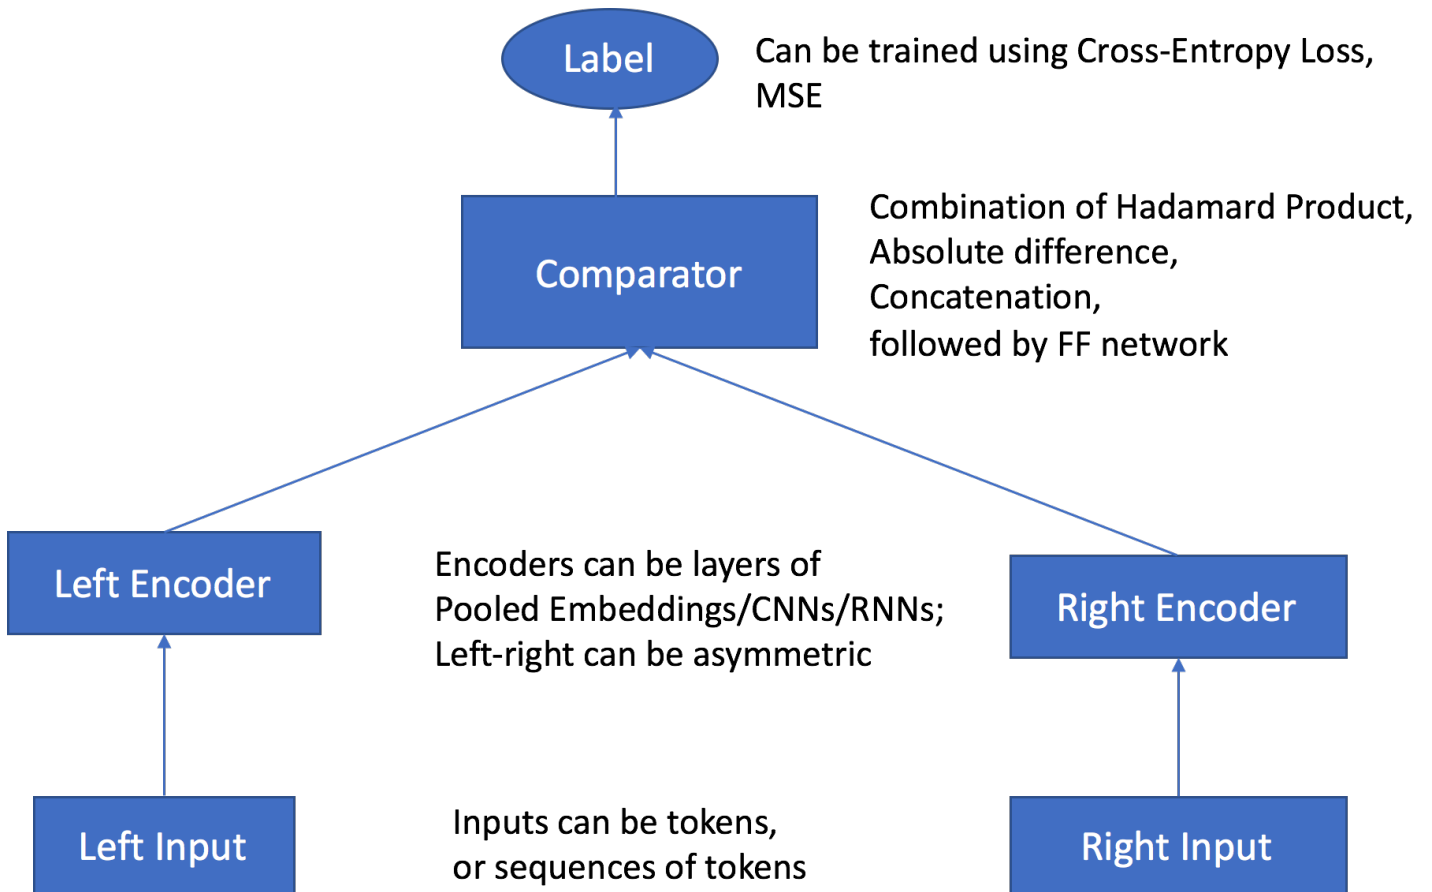 Label
Can be trained using Cross-Entropy Loss,
MSE
Comparator
Combination of Hadamard Product,
Absolute difference,
Concatenation,
followed by FF network
Left Encoder
Encoders can be layers of
Pooled Embeddings/CNNs/RNNs;
Left-right can be asymmetric
Right Encoder
Left Input
Inputs can be tokens,
or sequences of tokens
Right Input